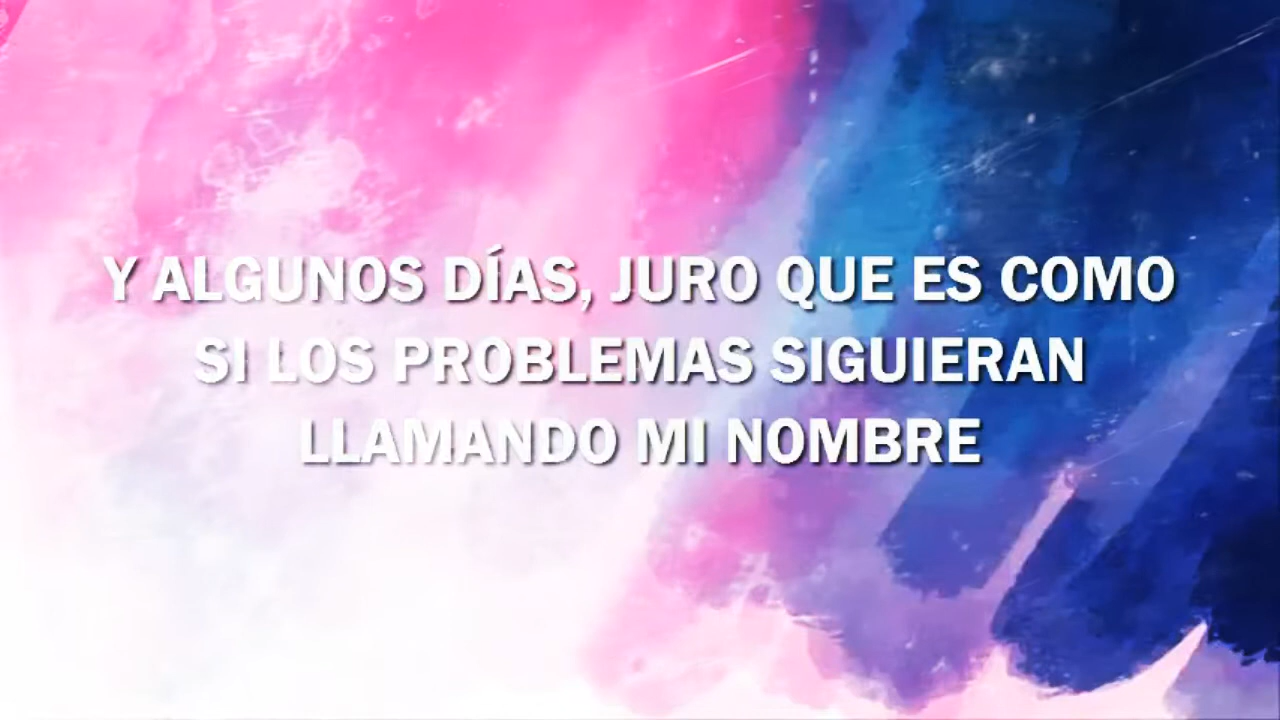 Y ALGUNOS DÍAS, JURO QUE ES COMO
SI LOS PROBLEMAS SIGUIERAN
LLAMANDO MI NOMBRE